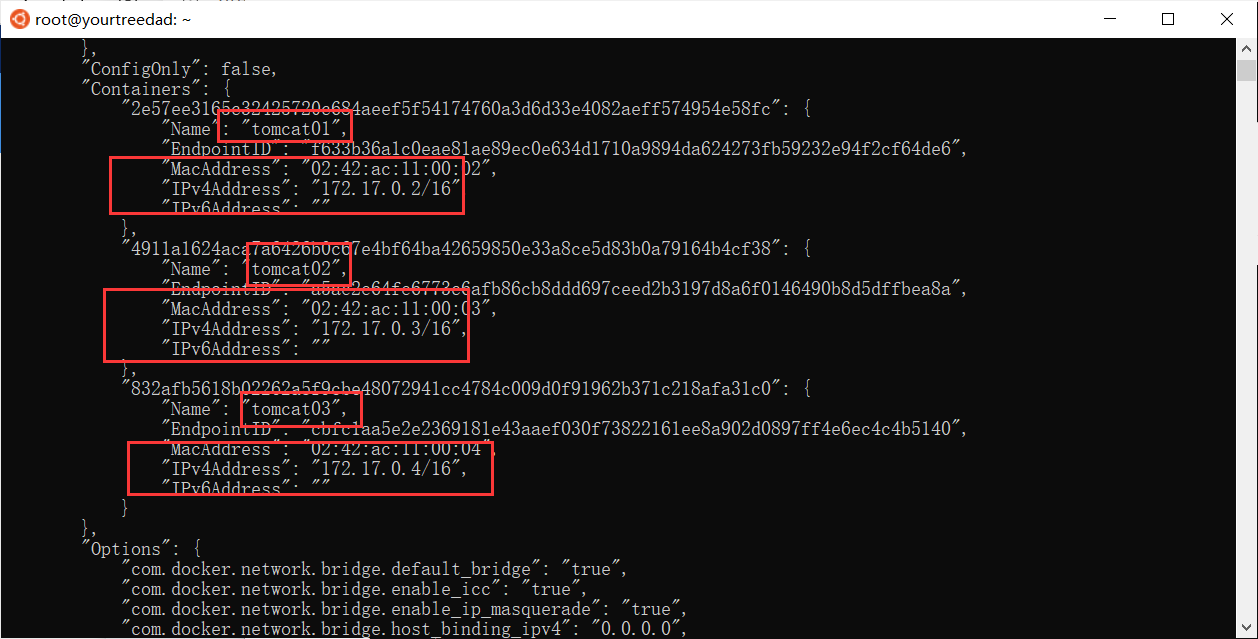 root@yourtreedad: ~
},
"ConfigOnly": false,
"Containers": {
"2e57ee3165e32425720c684aeef5f54174760a3d6d33e4082aeff574954e58fc": {
"Name": "tomcat01",
"EndpointID": "f633b36a1c0eae81ae89ec0e634d1710a9894da624273fb59232e94f2cf64de6",
"MacAddress": "02:42:ac:11:00:02",
"IPv4Address": "172.17.0.2/16"
"IPv6Address": ""
},
"4911a1624aca7a6426b0c67e4bf64ba42659850e33a8ce5d83b0a79164b4cf38": {
"Name": "tomcat02",
"EndpointID": "a5ac2c64fc6773c6afb86cb8ddd697ceed2b3197d8a6f0146490b8d5dffbea8a",
"MacAddress": "02:42:ac:11:00:03",
"IPv4Address": "172.17.0.3/16",
"IPv6Address": ""
},
"832afb5618b02262a5f9cbe48072941cc4784c009d0f91962b371c218afa31c0": {
"Name": "tomcat03",
"EndpointID": "cbfc1aa5e2e2369181e43aaef030f73822161ee8a902d0897ff4e6ec4c4b5140",
"MacAddress": "02:42:ac:11:00:04",
"IPv4Address": "172.17.0.4/16",
"IPv6Address": ""
}
},
"Options": {
"com.docker.network.bridge.default_bridge": "true",
"com.docker.network.bridge.enable_icc": "true",
"com.docker.network.bridge.enable_ip_masquerade": "true",
"com.docker.network.bridge.host_binding_ipv4": "0.0.0.0",